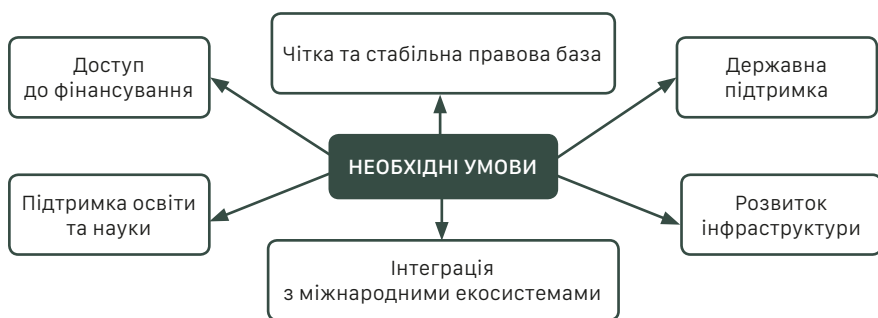 Чітка та стабільна правова база
Доступ
до фінансування
Державна
підтримка
НЕОБХІДНІ УМОВИ
Підтримка освіти
та науки
Розвиток
інфраструктури
Інтеграція
з міжнародними екосистемами